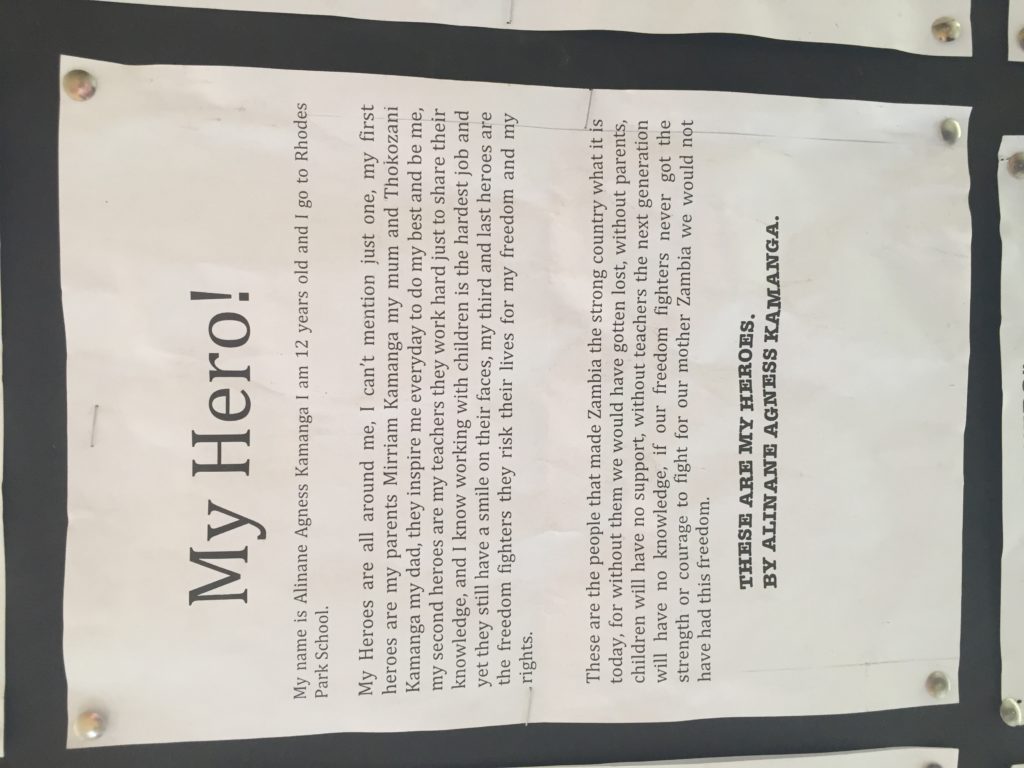 My Hero!
My name is Alinane Agness Kamanga I am 12 years old and I go to Rhodes
Park School.
My Heroes are all around me, I can't mention just one, my first
heroes are my parents Mirriam Kamanga my mum and Thokozani
Kamanga my dad, they inspire me everyday to do my best and be me,
my second heroes are my teachers they work hard just to share their
knowledge, and I know working with children is the hardest job and
yet they still have a smile on their faces, my third and last heroes are
the freedom fighters they risk their lives for my freedom and my
rights.
These are the people that made Zambia the strong country what it is
today, for without them we would have gotten lost, without parents,
children will have no support, without teachers the next generation
will have no knowledge, if our freedom fighters never got the
strength or courage to fight for our mother Zambia we would not
have had this freedom.
THESE ARE MY HEROES.
BY ALINANE AGNESS KAMANGA.